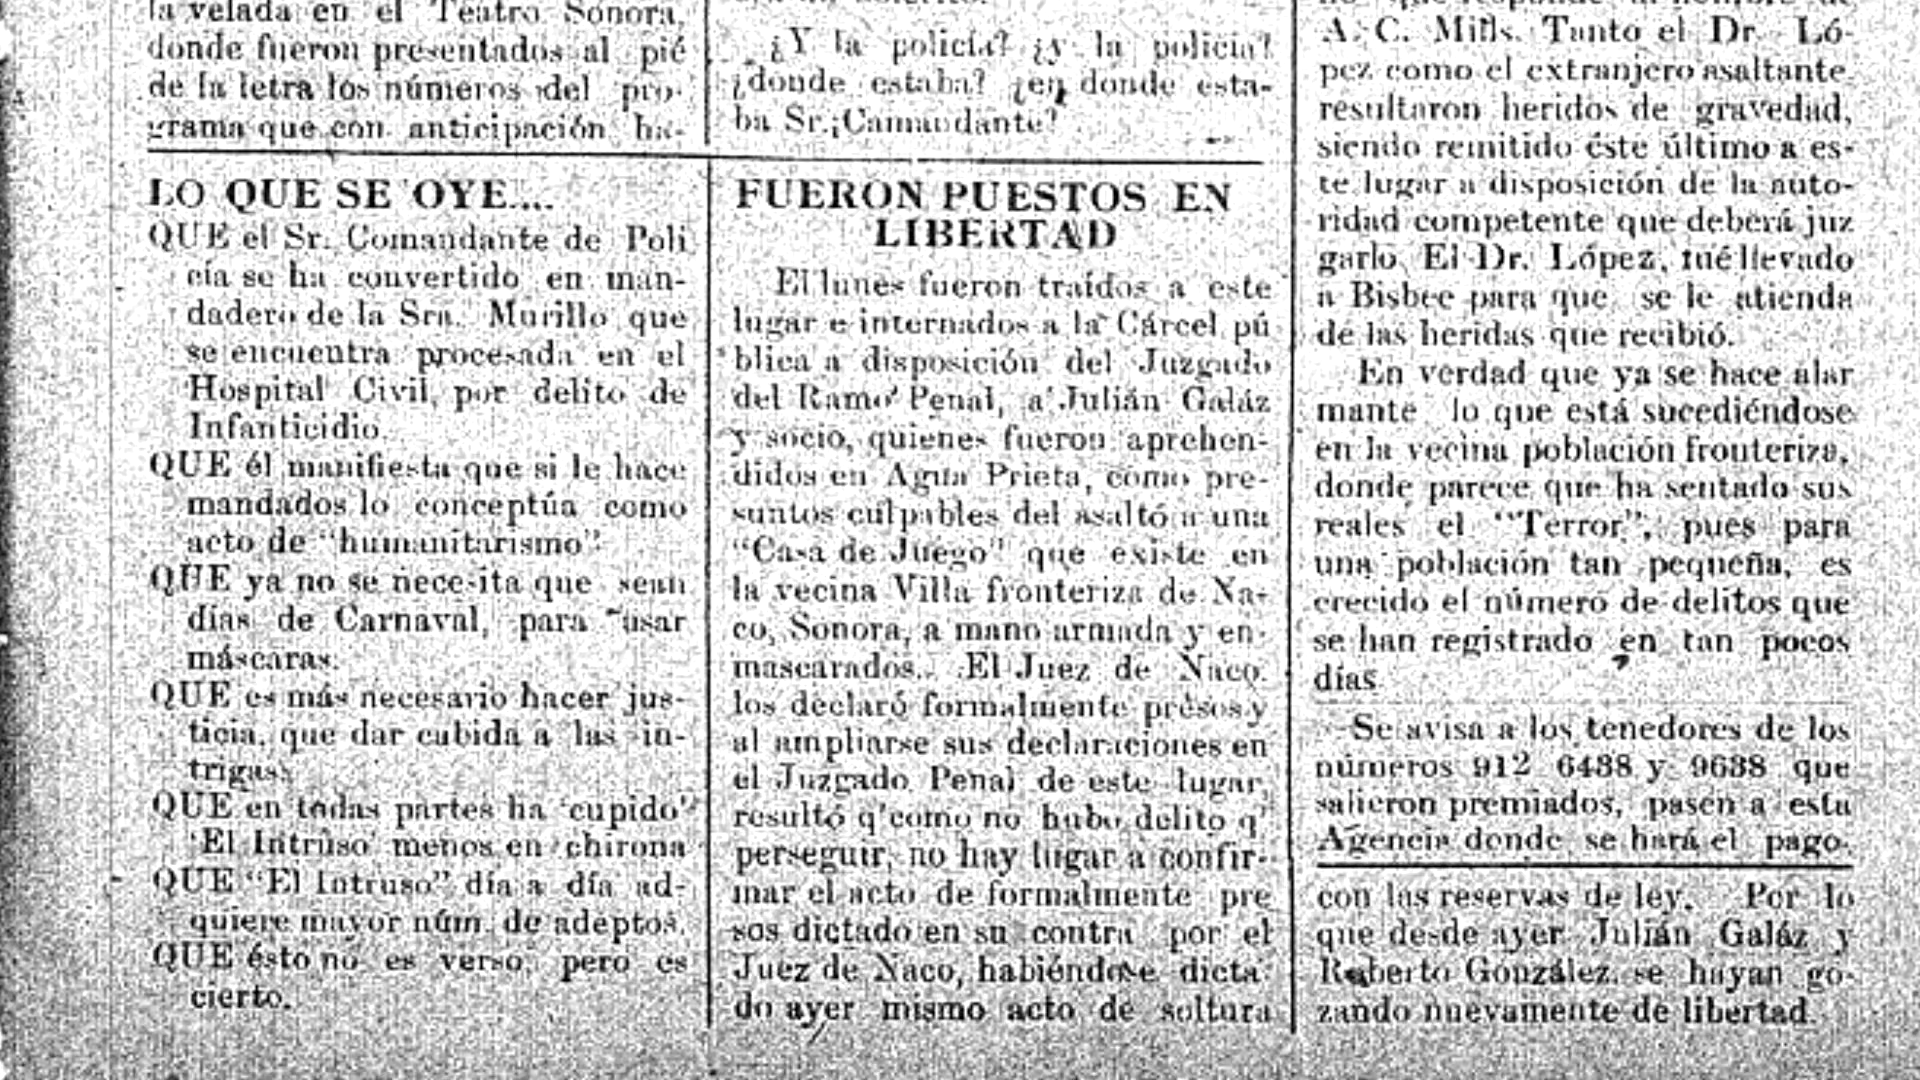 la velada en el Teatro Sonora,
donde fueron presentados al pié
de la letra los números del pro-
grama que con anticipación ha-
LO QUE SE OYE....
QUE el Sr. Comandante de Poli
cía se ha convertido en man-
dadero de la Sra. Murillo que
se encuentra procesada en el
Hospital Civil, por delito de
Infanticidio.
QUE él manifiesta que si le hace
mandados lo conceptúa como
acto de "humanitarismo"
QUE ya no se necesita que sean
días de Carnaval, para usar
máscaras.
QUE es más necesario hacer jus-
ticia, que dar cabida a las in-
trigas.
QUE en todas partes ha 'cupido'
'El Intruso' menos en chirona
QUE "El Intruso" día a día ad-
quiere mayor núm. de adeptos.
QUE ésto no es verso, pero es
cierto.
¿Y la policía? ¿y la policia?
¿donde estaba? ¿en donde esta-
ba Sr. Camandante?
FUERON PUESTOS EN
LIBERTAD
El lunes fueron traídos a este
lugar e internados a la Cárcel pú
blica a disposición del Juzgado
del Ramo Penal, a Julián Galáz
y socio, quienes fueron aprehen-
didos en Agua Prieta, como pre-
suntos culpables del asaltó a una
"Casa de Juego" que existe en
la vecina Villa fronteriza de Na-
co, Sonora, a mano armada y en-
mascarados. El Juez de Naco.
los declaró formalmente presos y
al ampliarse sus declaraciones en
el Juzgado Penal de este lugar,
resultó q'como no hubo delito q'
perseguir, no hay lugar a confir-
mar el acto de formalmente pre
sos dictado en su contra por el
Juez de Naco, habiéndose dicta
do ayer mismo acto de soltura
A. C. Mills. Tanto el Dr. Ló-
pez como el extranjero asaltante
resultaron heridos de gravedad,
siendo remitido éste último a es-
te lugar a disposición de la auto-
ridad competente que deberá juz
garlo. El Dr. López, fué llevado
a Bisbee para que se le atienda
de las heridas que recibió.
En verdad que ya se hace alar
mante lo que está sucediéndose
en la vecina población fronteriza,
donde parece que ha sentado sus
reales el "Terror", pues para
una población tan pequeña, es
crecido el número de delitos que
se han registrado en tan pocos
dias
Se avisa a los tenedores de los
números 912 6438 y 9638 que
salieron premiados, pasen a esta
Agencia donde se hará el pago.
con las reservas de ley. Por lo
que desde ayer Julián Galáz y
Roberto González, se hayan go-
zando nuevamente de libertad.